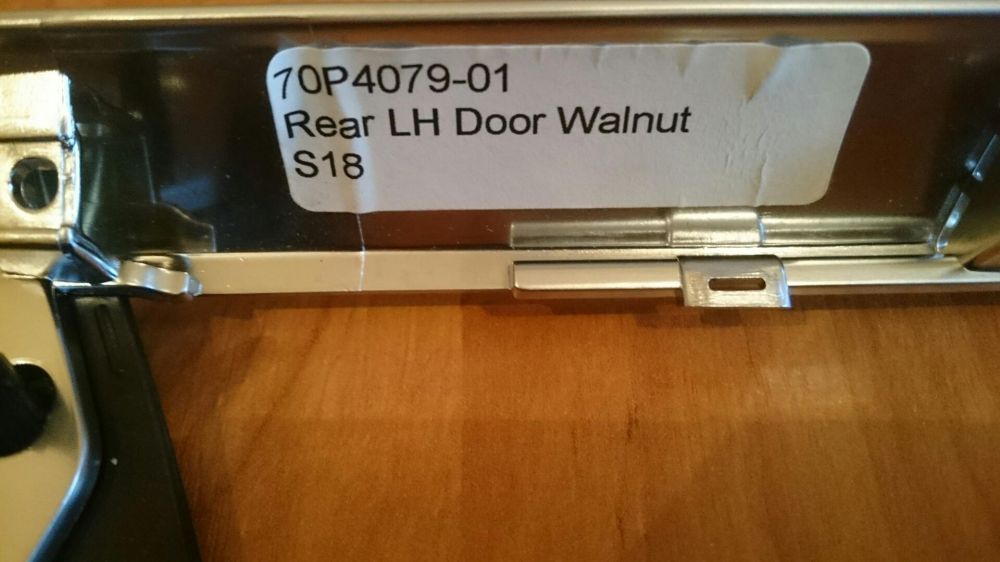 70P4079-01
Rear LH Door Walnut
S18